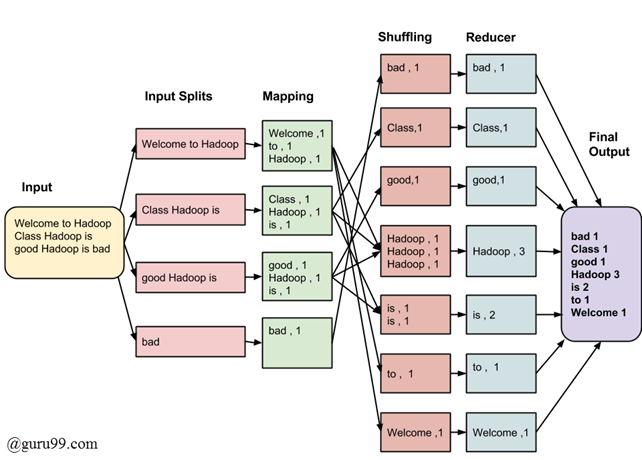 Input
Welcome to Hadoop
Class Hadoop is
good Hadoop is bad
Input Splits
Welcome to Hadoop
Class Hadoop is
good Hadoop is
bad
Mapping
Welcome ,1
to , 1
Hadoop , 1
Class , 1
Hadoop , 1
is , 1
good , 1
Hadoop , 1
is , 1
bad , 1
Shuffling
bad , 1
Class,1
good,1
Hadoop , 1
Hadoop , 1
Hadoop , 1
is , 1
is , 1
to , 1
Welcome ,1
Reducer
bad , 1
Class,1
good,1
Hadoop , 3
is , 2
to , 1
Welcome ,1
Final
Output
bad 1
Class 1
good 1
Hadoop 3
is 2
to 1
Welcome 1
@guru99.com